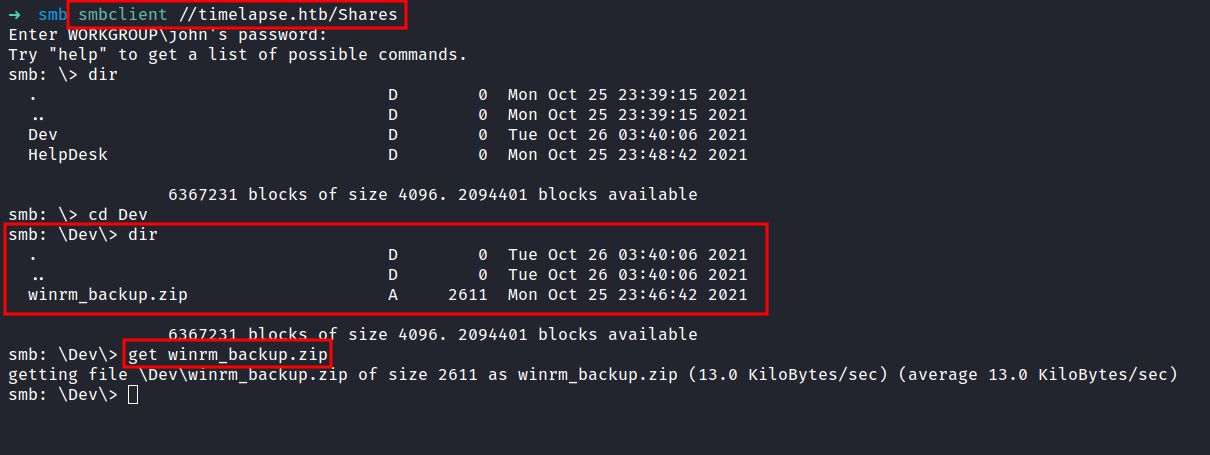 → smb smbclient //timelapse.htb/Shares
Enter WORKGROUP\john's password:
Try "help" to get a list of possible commands.
smb: \> dir
. D 0 Mon Oct 25 23:39:15 2021
.. D 0 Mon Oct 25 23:39:15 2021
Dev D 0 Tue Oct 26 03:40:06 2021
HelpDesk D 0 Mon Oct 25 23:48:42 2021
6367231 blocks of size 4096. 2094401 blocks available
smb: \> cd Dev
smb: \Dev\> dir
. D 0 Tue Oct 26 03:40:06 2021
.. D 0 Tue Oct 26 03:40:06 2021
winrm_backup.zip A 2611 Mon Oct 25 23:46:42 2021
6367231 blocks of size 4096. 2094401 blocks available
smb: \Dev\> get winrm_backup.zip
getting file \Dev\winrm_backup.zip of size 2611 as winrm_backup.zip (13.0 KiloBytes/sec) (average 13.0 KiloBytes/sec)
smb: \Dev\>